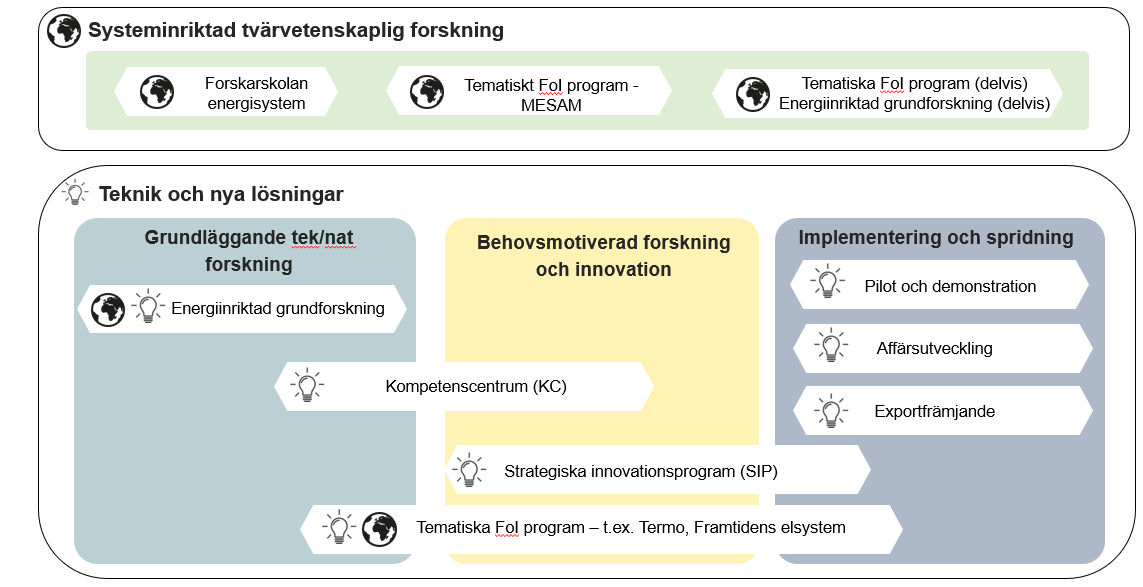 Systeminriktad tvärvetenskaplig forskning
Forskarskolan
energisystem
Tematiskt FoI program -
MESAM
Tematiska FoI program (delvis)
Energiinriktad grundforskning (delvis)
Teknik och nya lösningar
Grundläggande tek/nat
forskning
Energiinriktad grundforskning
Behovsmotiverad forskning
och innovation
Implementering och spridning
Pilot och demonstration
Affärsutveckling
Exportfrämjande
Kompetenscentrum (KC)
Strategiska innovationsprogram (SIP)
Tematiska FoI program – t.ex. Termo, Framtidens elsystem